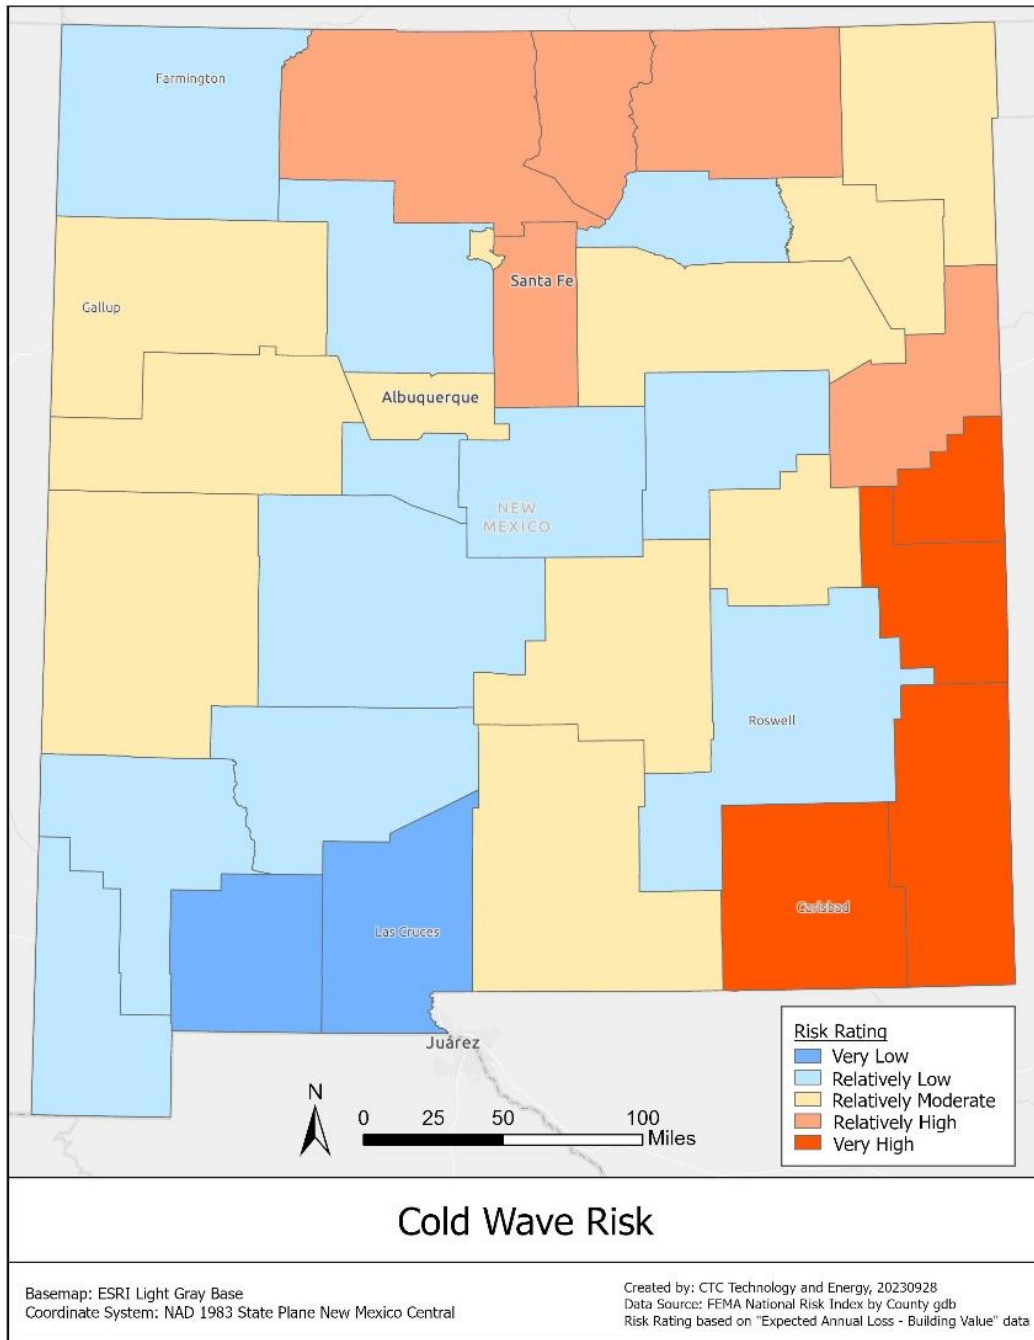 Farmington
Santa Fe
Gallup
Albuquerque
NEW
MEXICO
Roswell
Carlsbad
Las Cruces
Juárez
N
0 25 50 100
Miles
Risk Rating
Very Low
Relatively Low
Relatively Moderate
Relatively High
Very High
Cold Wave Risk
Basemap: ESRI Light Gray Base
Coordinate System: NAD 1983 State Plane New Mexico Central
Created by: CTC Technology and Energy, 20230928
Data Source: FEMA National Risk Index by County gdb
Risk Rating based on "Expected Annual Loss - Building Value" data